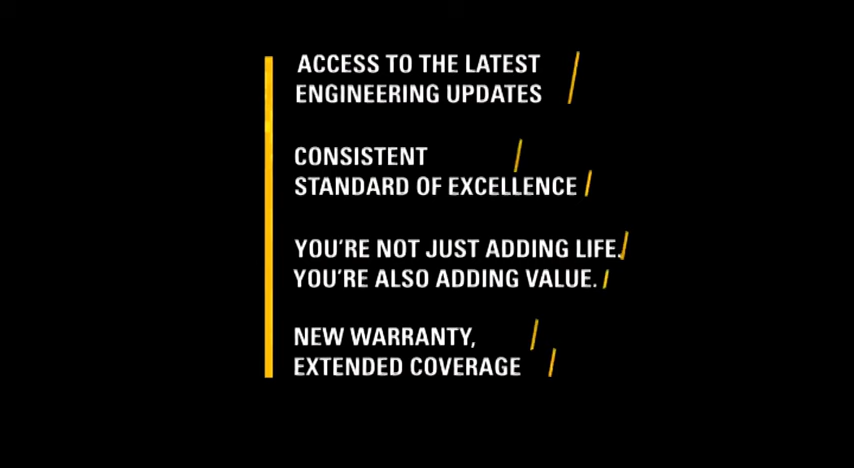 ACCESS TO THE LATEST
ENGINEERING UPDATES
CONSISTENT
STANDARD OF EXCELLENCE
YOU'RE NOT JUST ADDING LIFE.
YOU'RE ALSO ADDING VALUE.
NEW WARRANTY,
EXTENDED COVERAGE